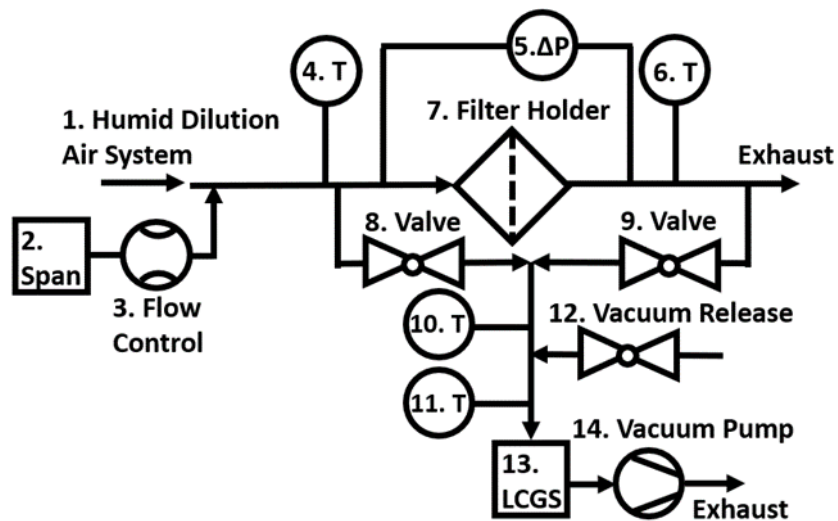 4. T
5.ΔP
6. T
1. Humid Dilution
Air System
7. Filter Holder
Exhaust
2.
Span
3. Flow
Control
8. Valve
9. Valve
10. T
12. Vacuum Release
11. T
13.
LCGS
14. Vacuum Pump
Exhaust